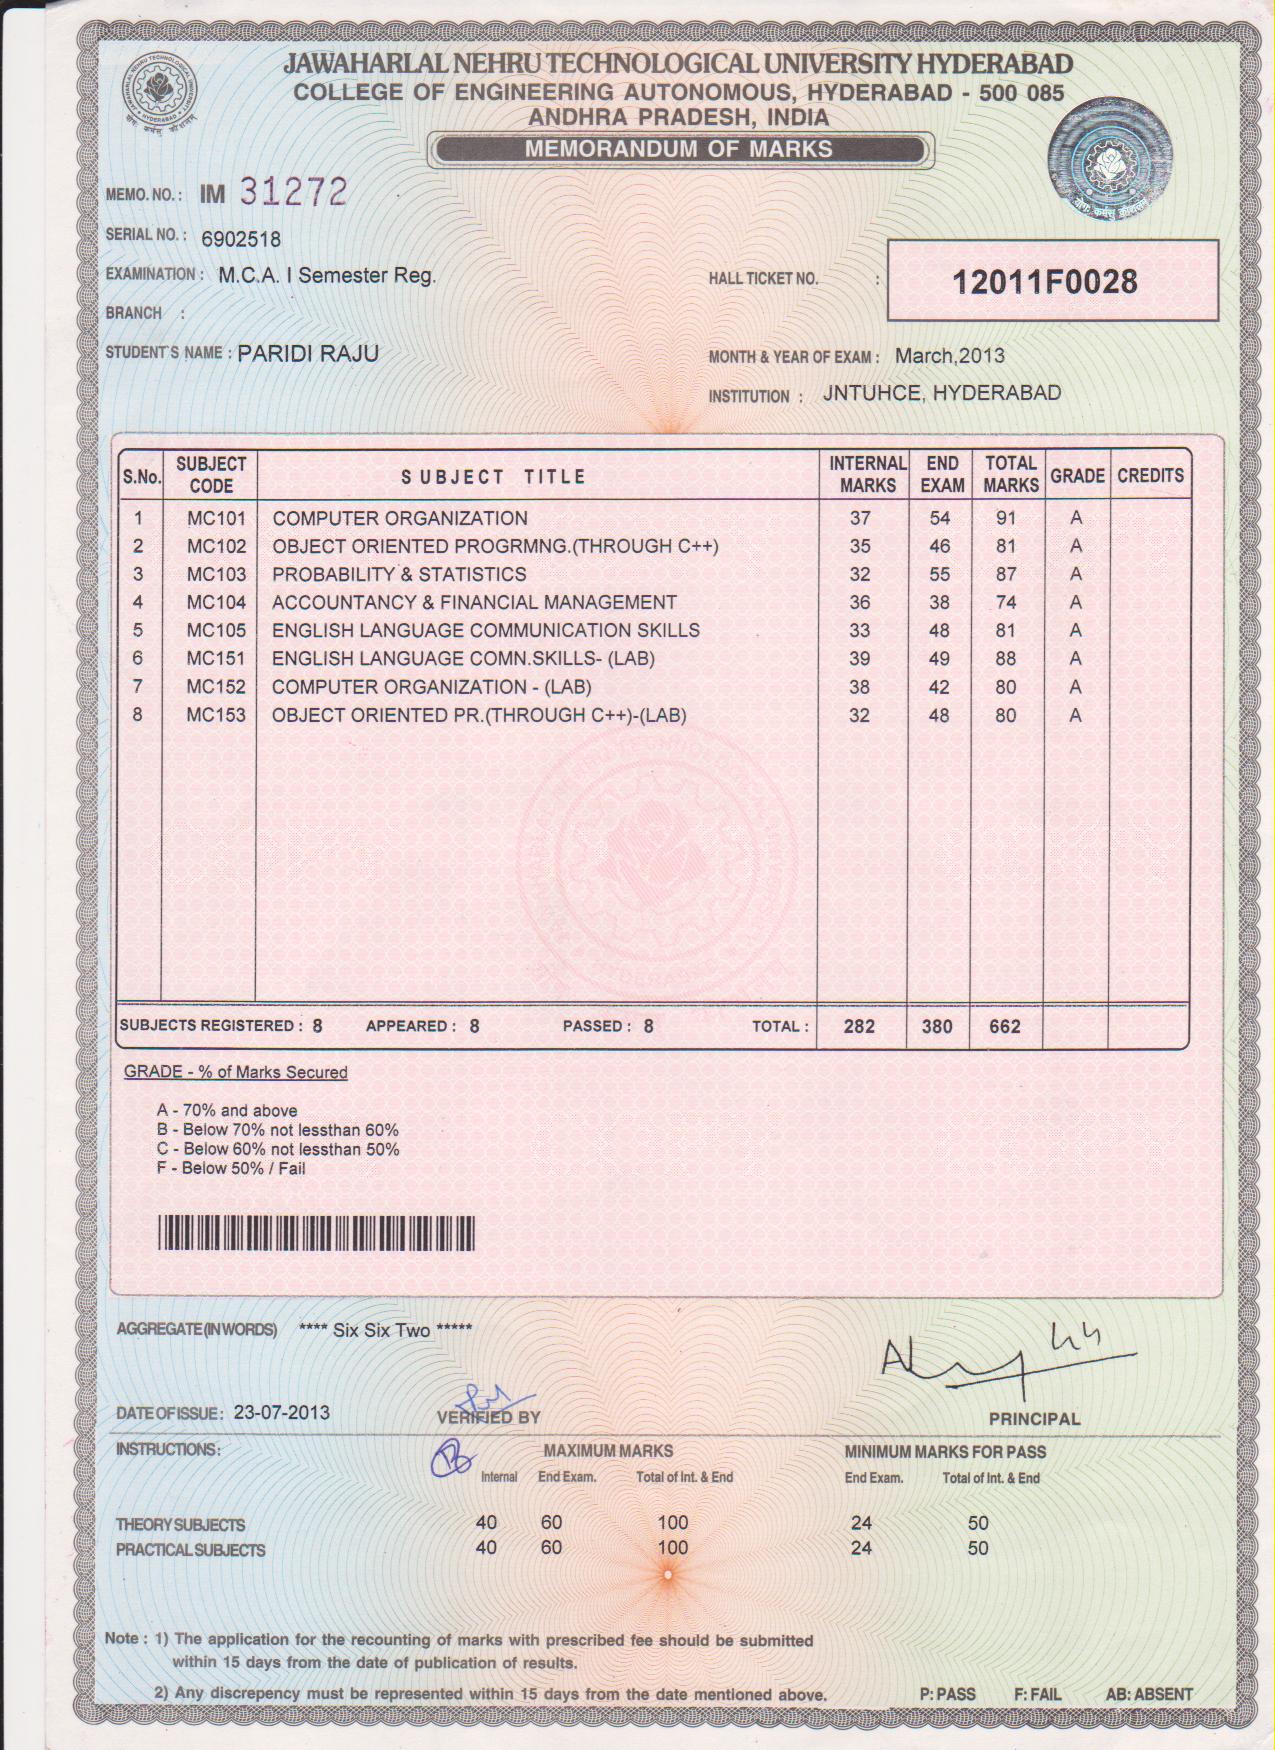 JAWAHARLAL NEHRU TECHNOLOGICAL UNIVERSITY HYDERABAD
COLLEGE OF ENGINEERING AUTONOMOUS, HYDERABAD - 500 085
ANDHRA PRADESH, INDIA
MEMORANDUM OF MARKS
MEMO. NO. : IM 31272
SERIAL NO. : 6902518
EXAMINATION : M.C.A. I Semester Reg.
HALL TICKET NO. : 12011F0028
BRANCH :
STUDENT'S NAME : PARIDI RAJU
MONTH & YEAR OF EXAM : March,2013
INSTITUTION : JNTUHCE, HYDERABAD
S.No. SUBJECT CODE SUBJECT TITLE INTERNAL MARKS END EXAM TOTAL MARKS GRADE CREDITS
1 MC101 COMPUTER ORGANIZATION 37 54 91 A
2 MC102 OBJECT ORIENTED PROGRMNG.(THROUGH C++) 35 46 81 A
3 MC103 PROBABILITY & STATISTICS 32 55 87 A
4 MC104 ACCOUNTANCY & FINANCIAL MANAGEMENT 36 38 74 A
5 MC105 ENGLISH LANGUAGE COMMUNICATION SKILLS 33 48 81 A
6 MC151 ENGLISH LANGUAGE COMN.SKILLS- (LAB) 39 49 88 A
7 MC152 COMPUTER ORGANIZATION - (LAB) 38 42 80 A
8 MC153 OBJECT ORIENTED PR.(THROUGH C++)-(LAB) 32 48 80 A
SUBJECTS REGISTERED : 8 APPEARED : 8 PASSED : 8 TOTAL : 282 380 662
GRADE - % of Marks Secured
A - 70% and above
B - Below 70% not lessthan 60%
C - Below 60% not lessthan 50%
F - Below 50% / Fail
AGGREGATE(IN WORDS) **** Six Six Two *****
DATE OF ISSUE : 23-07-2013 VERIFIED BY PRINCIPAL
INSTRUCTIONS : MAXIMUM MARKS MINIMUM MARKS FOR PASS
Internal End Exam. Total of Int. & End End Exam. Total of Int. & End
THEORY SUBJECTS 40 60 100 24 50
PRACTICAL SUBJECTS 40 60 100 24 50
Note : 1) The application for the recounting of marks with prescribed fee should be submitted
within 15 days from the date of publication of results.
2) Any discrepency must be represented within 15 days from the date mentioned above. P: PASS F: FAIL AB: ABSENT